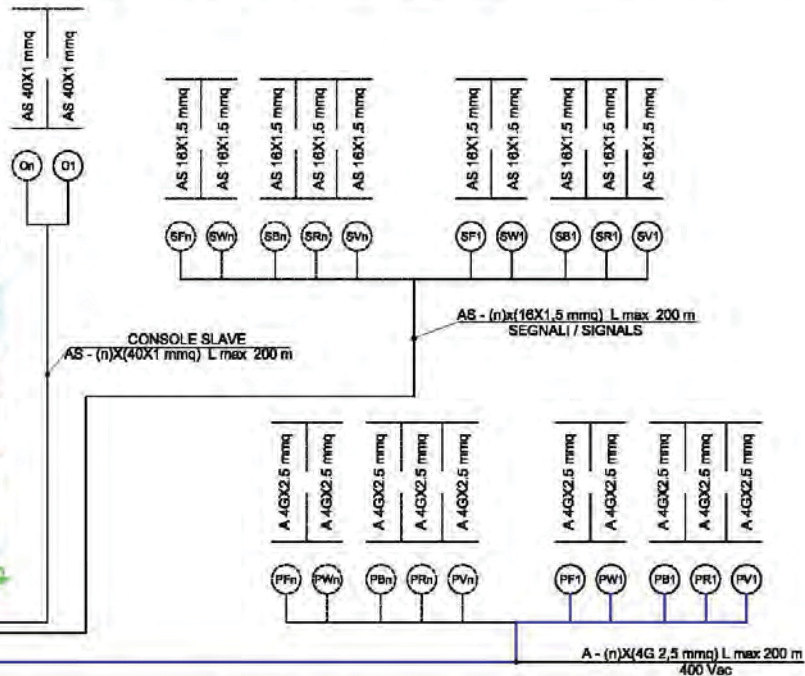 AS 40X1 mmq
AS 40X1 mmq
Qn
Q1
AS 16X1.5 mmq
AS 16X1.5 mmq
AS 16X1.5 mmq
AS 16X1.5 mmq
AS 16X1.5 mmq
AS 16X1.5 mmq
AS 16X1.5 mmq
AS 16X1.5 mmq
AS 16X1.5 mmq
AS 16X1.5 mmq
SFn
SWn
SBn
SRn
SVn
SF1
SW1
SB1
SR1
SV1
AS - (n)x(16X1,5 mmq) L max 200 m
SEGNALI / SIGNALS
CONSOLE SLAVE
AS - (n)X(40X1 mmq) L max 200 m
A 4GX2.5 mmq
A 4GX2.5 mmq
A 4GX2.5 mmq
A 4GX2.5 mmq
A 4GX2.5 mmq
A 4GX2.5 mmq
A 4GX2.5 mmq
A 4GX2.5 mmq
A 4GX2.5 mmq
A 4GX2.5 mmq
PFn
PWn
PBn
PRn
PVn
PF1
PW1
PB1
PR1
PV1
A - (n)X(4G 2,5 mmq) L max 200 m
400 Vac